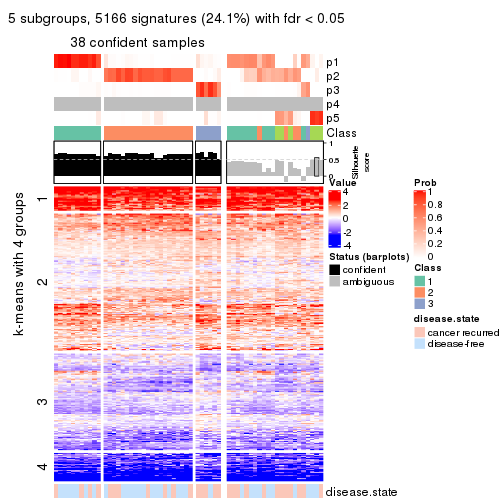 5 subgroups, 5166 signatures (24.1%) with fdr < 0.05
38 confident samples
p1
p2
p3
p4
p5
Class
1
0.5
0
Silhouette
score
k-means with 4 groups
1
2
3
4
disease.state
Value
4
2
0
-2
-4
Status (barplots)
confident
ambiguous
Prob
1
0.8
0.6
0.4
0.2
0
Class
1
2
3
disease.state
cancer recurred
disease-free